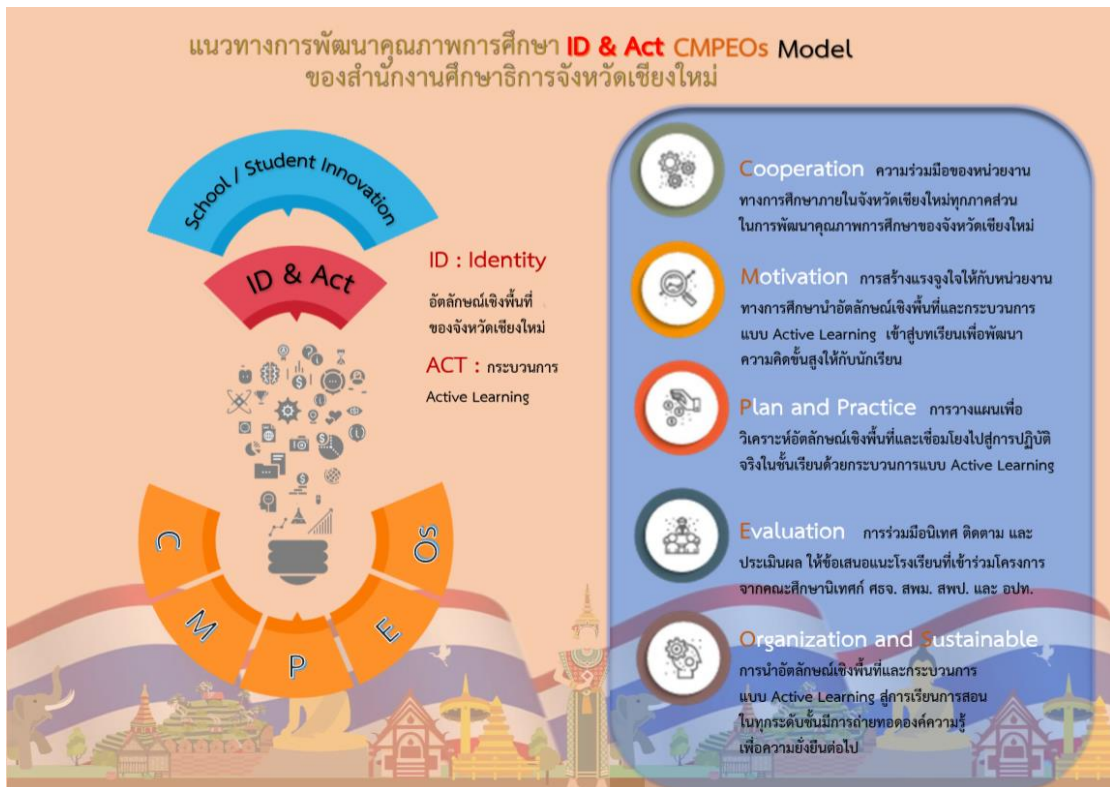 แนวทางการพัฒนาคุณภาพการศึกษา ID & Act CMPEOs Model
ของสำนักงานศึกษาธิการจังหวัดเชียงใหม่
School / Student Innovation
ID & Act
ID : Identity
อัตลักษณ์เชิงพื้นที่
ของจังหวัดเชียงใหม่
ACT : กระบวนการ
Active Learning
C
M
P
E
Os
Cooperation ความร่วมมือของหน่วยงาน
ทางการศึกษาภายในจังหวัดเชียงใหม่ทุกภาคส่วน
ในการพัฒนาคุณภาพการศึกษาของจังหวัดเชียงใหม่
Motivation การสร้างแรงจูงใจให้กับหน่วยงาน
ทางการศึกษานำอัตลักษณ์เชิงพื้นที่และกระบวนการ
แบบ Active Learning เข้าสู่บทเรียนเพื่อพัฒนา
ความคิดขั้นสูงให้กับนักเรียน
Plan and Practice การวางแผนเพื่อ
วิเคราะห์อัตลักษณ์เชิงพื้นที่และเชื่อมโยงไปสู่การปฏิบัติ
จริงในชั้นเรียนด้วยกระบวนการแบบ Active Learning
Evaluation การร่วมมือนิเทศ ติดตาม และ
ประเมินผล ให้ข้อเสนอแนะโรงเรียนที่เข้าร่วมโครงการ
จากคณะศึกษานิเทศก์ ศธจ. สพม. สพป. และ อปท.
Organization and Sustainable
การนำอัตลักษณ์เชิงพื้นที่และกระบวนการ
แบบ Active Learning สู่การเรียนการสอน
ในทุกระดับชั้นมีการถ่ายทอดองค์ความรู้
เพื่อความยั่งยืนต่อไป